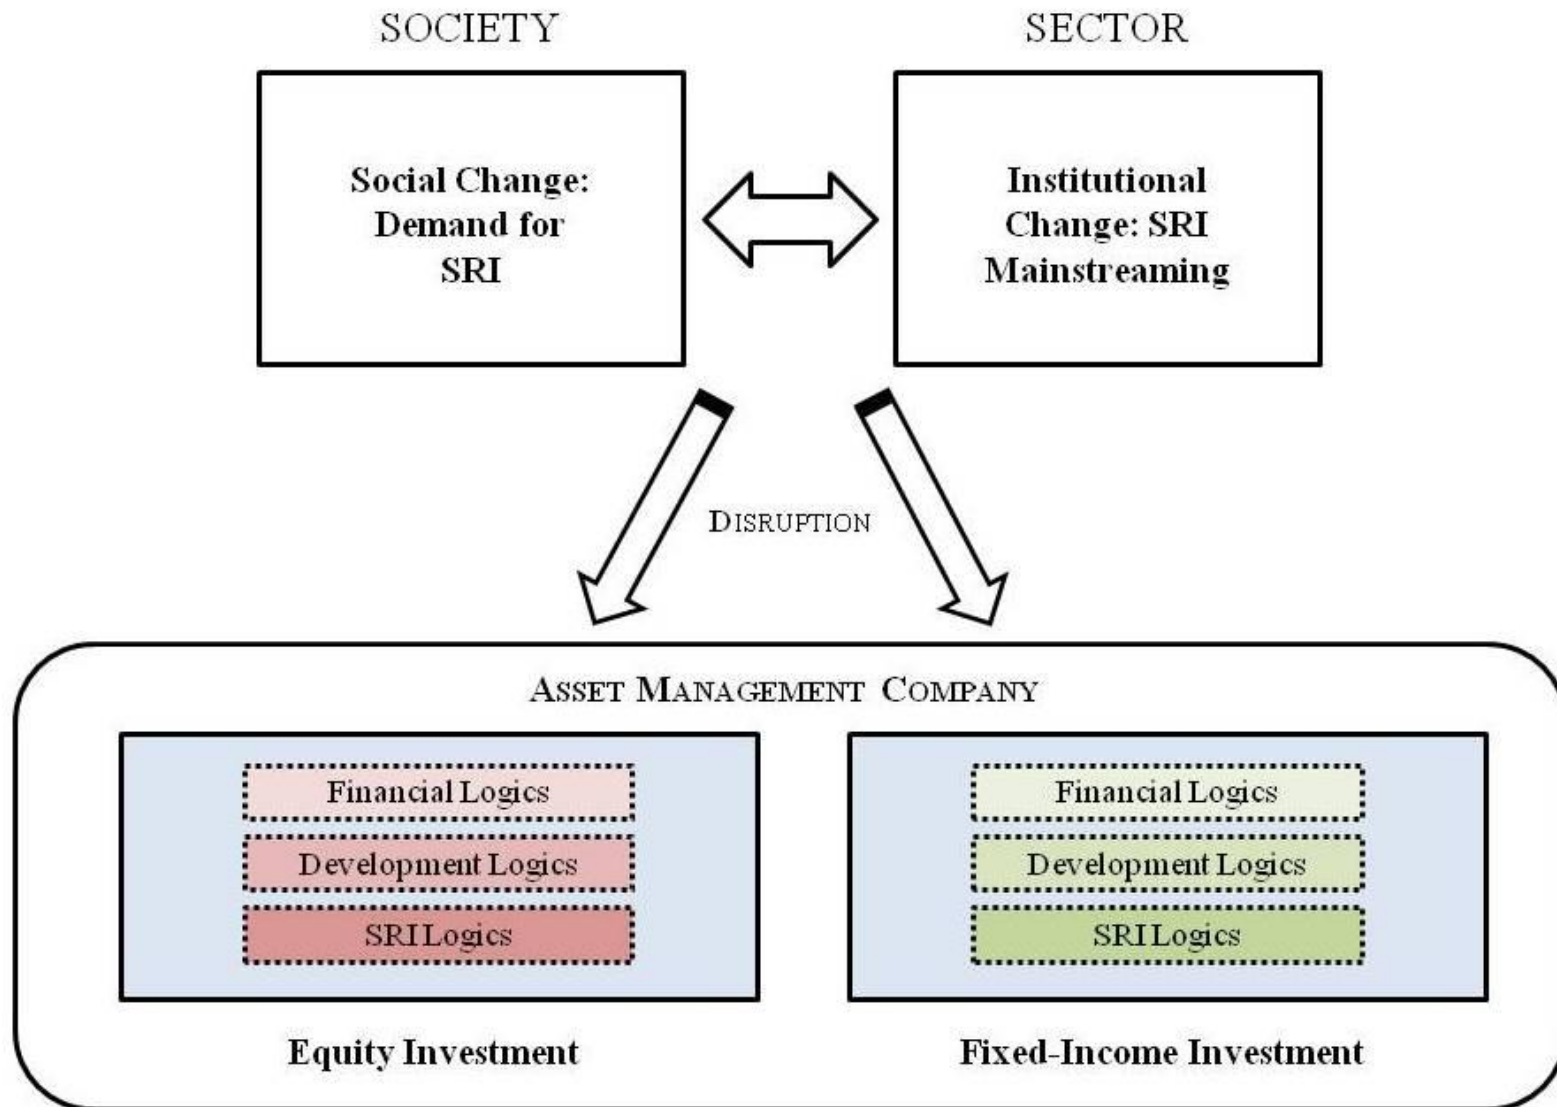 SOCIETY
SECTOR
Social Change:
Demand for
SRI
Institutional
Change: SRI
Mainstreaming
DISRUPTION
ASSET MANAGEMENT COMPANY
Financial Logics
Development Logics
SRI Logics
Equity Investment
Financial Logics
Development Logics
SRI Logics
Fixed-Income Investment